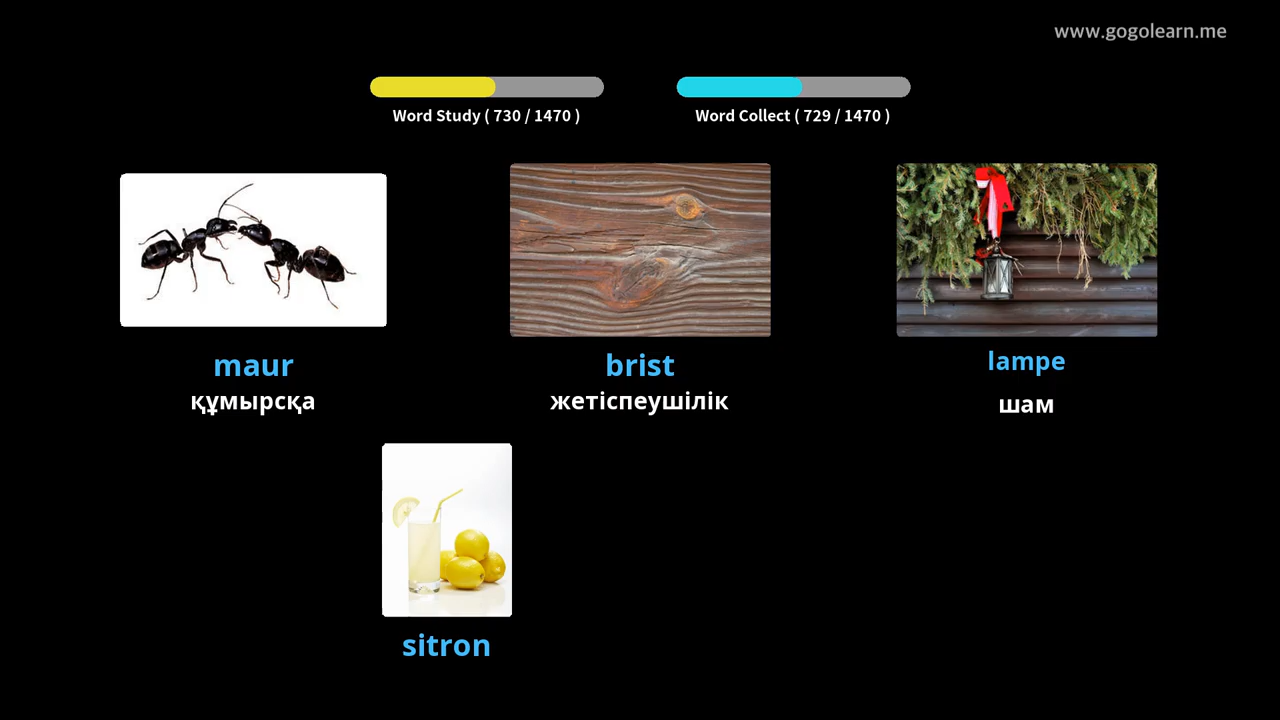 www.gogolearn.me
Word Study ( 730 / 1470 )
Word Collect ( 729 / 1470 )
maur
құмырсқа
brist
жетіспеушілік
lampe
шам
sitron